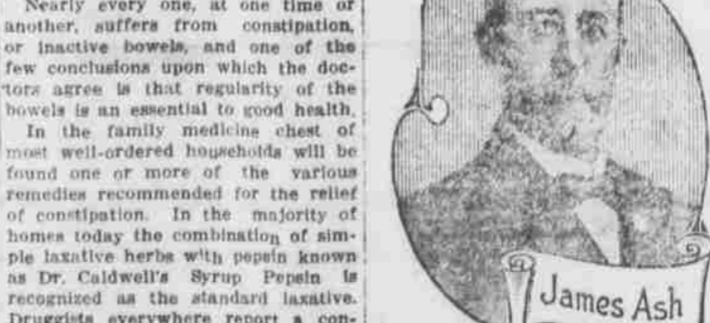 Nearly every one, at one time or
another, suffers from constipation,
or inactive bowels, and one of the
few conclusions upon which the doc-
tors agree is that regularity of the
bowels is an essential to good health.
In the family medicine chest of
most well-ordered households will be
found one or more of the various
remedies recommended for the relief
of constipation. In the majority of
homes today the combination of sim-
ple laxative herbs with pepsin known
as Dr. Caldwell's Syrup Pepsin is
recognized as the standard laxative.
Druggists everywhere report a con-
James Ash